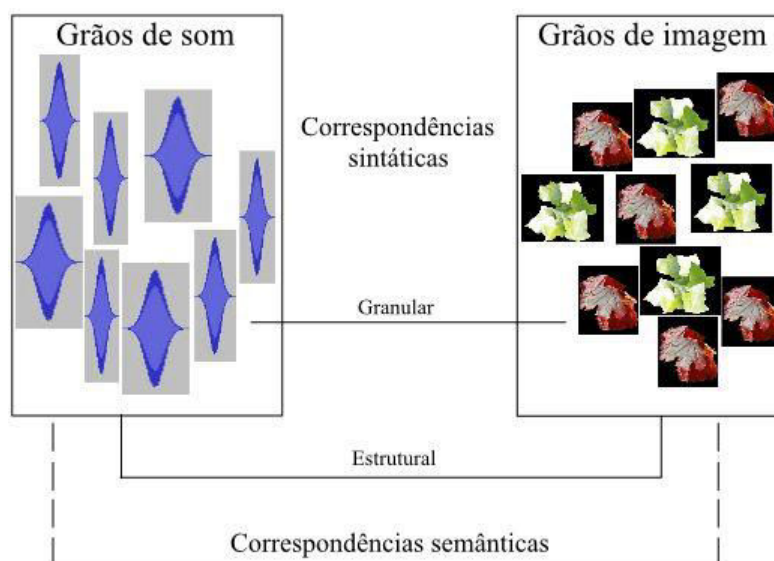 Grãos de som
Grãos de imagem
Correspondências
sintáticas
Granular
Estrutural
Correspondências semânticas